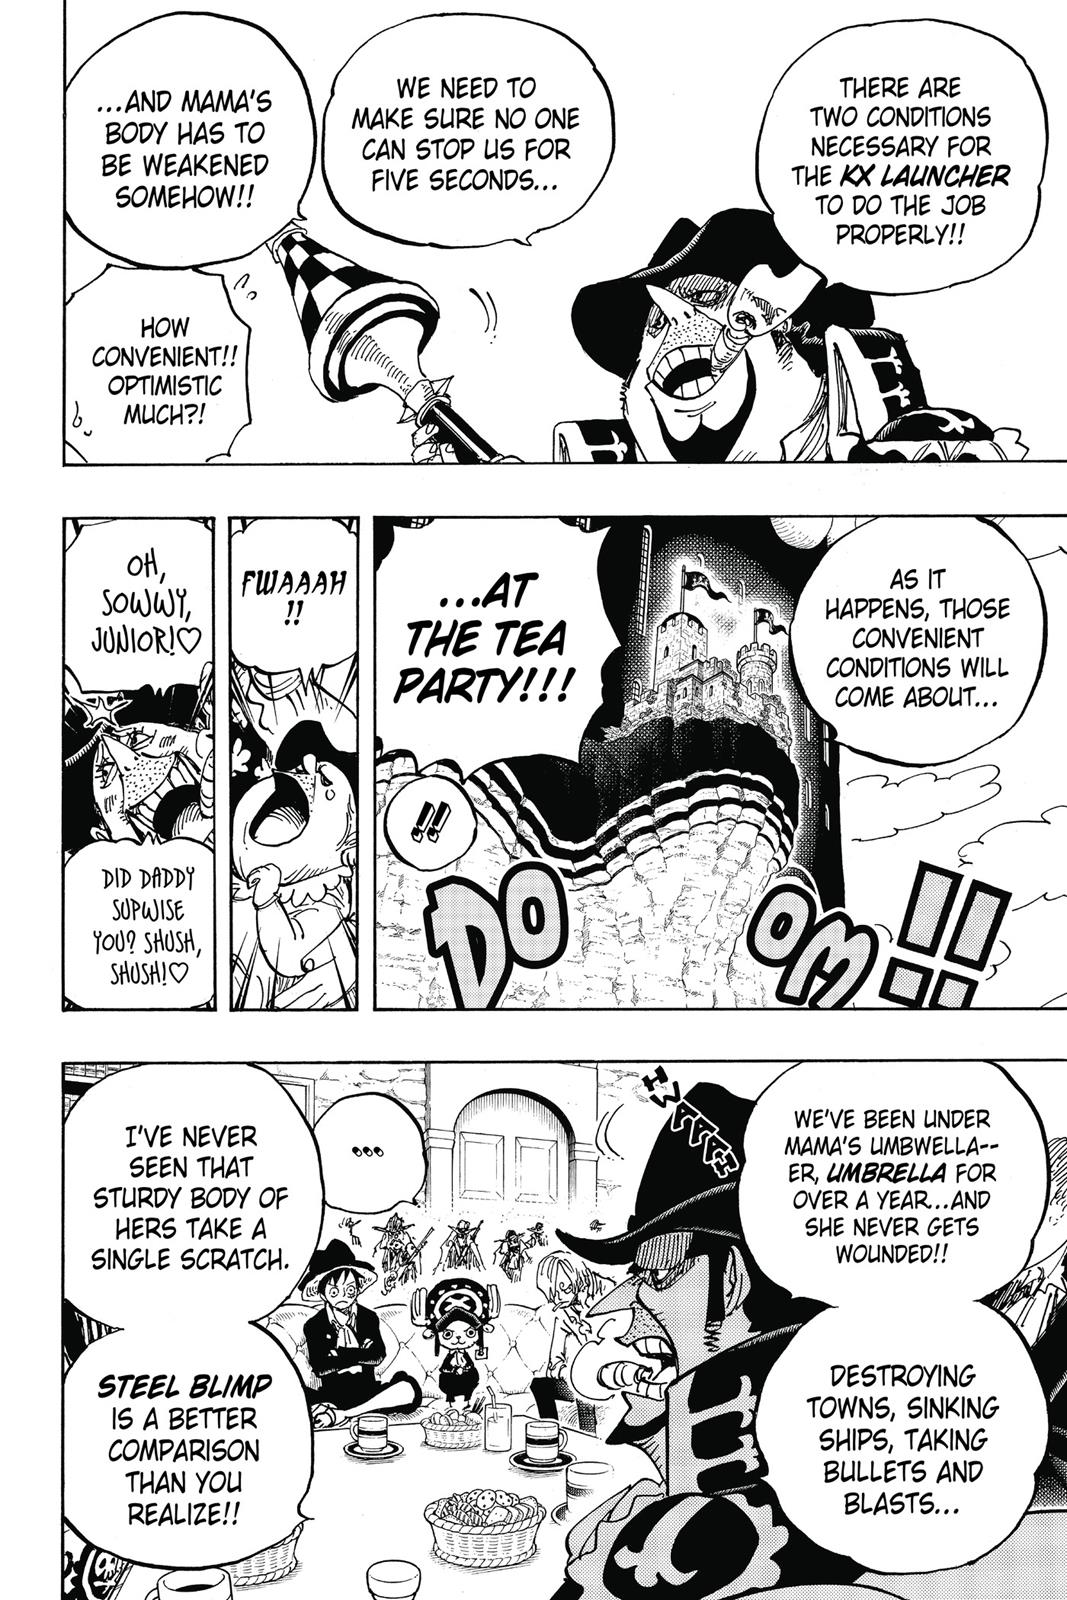 THERE ARE
TWO CONDITIONS
NECESSARY FOR
THE KX LAUNCHER
TO DO THE JOB
PROPERLY!!
WE NEED TO
MAKE SURE NO ONE
CAN STOP US FOR
FIVE SECONDS...
...AND MAMA'S
BODY HAS TO
BE WEAKENED
SOMEHOW!!
HOW
CONVENIENT!!
OPTIMISTIC
MUCH?!
AS IT
HAPPENS, THOSE
CONVENIENT
CONDITIONS WILL
COME ABOUT...
...AT
THE TEA
PARTY!!!
!!
DOOM!!
FWAAAH
!!
OH,
SOWWY,
JUNIOR!♡
DID DADDY
SUPWISE
YOU? SHUSH,
SHUSH!♡
WAAAH
WE'VE BEEN UNDER
MAMA'S UMBWELLA--
ER, UMBRELLA FOR
OVER A YEAR...AND
SHE NEVER GETS
WOUNDED!!
DESTROYING
TOWNS, SINKING
SHIPS, TAKING
BULLETS AND
BLASTS...
...
I'VE NEVER
SEEN THAT
STURDY BODY OF
HERS TAKE A
SINGLE SCRATCH.
STEEL BLIMP
IS A BETTER
COMPARISON
THAN YOU
REALIZE!!